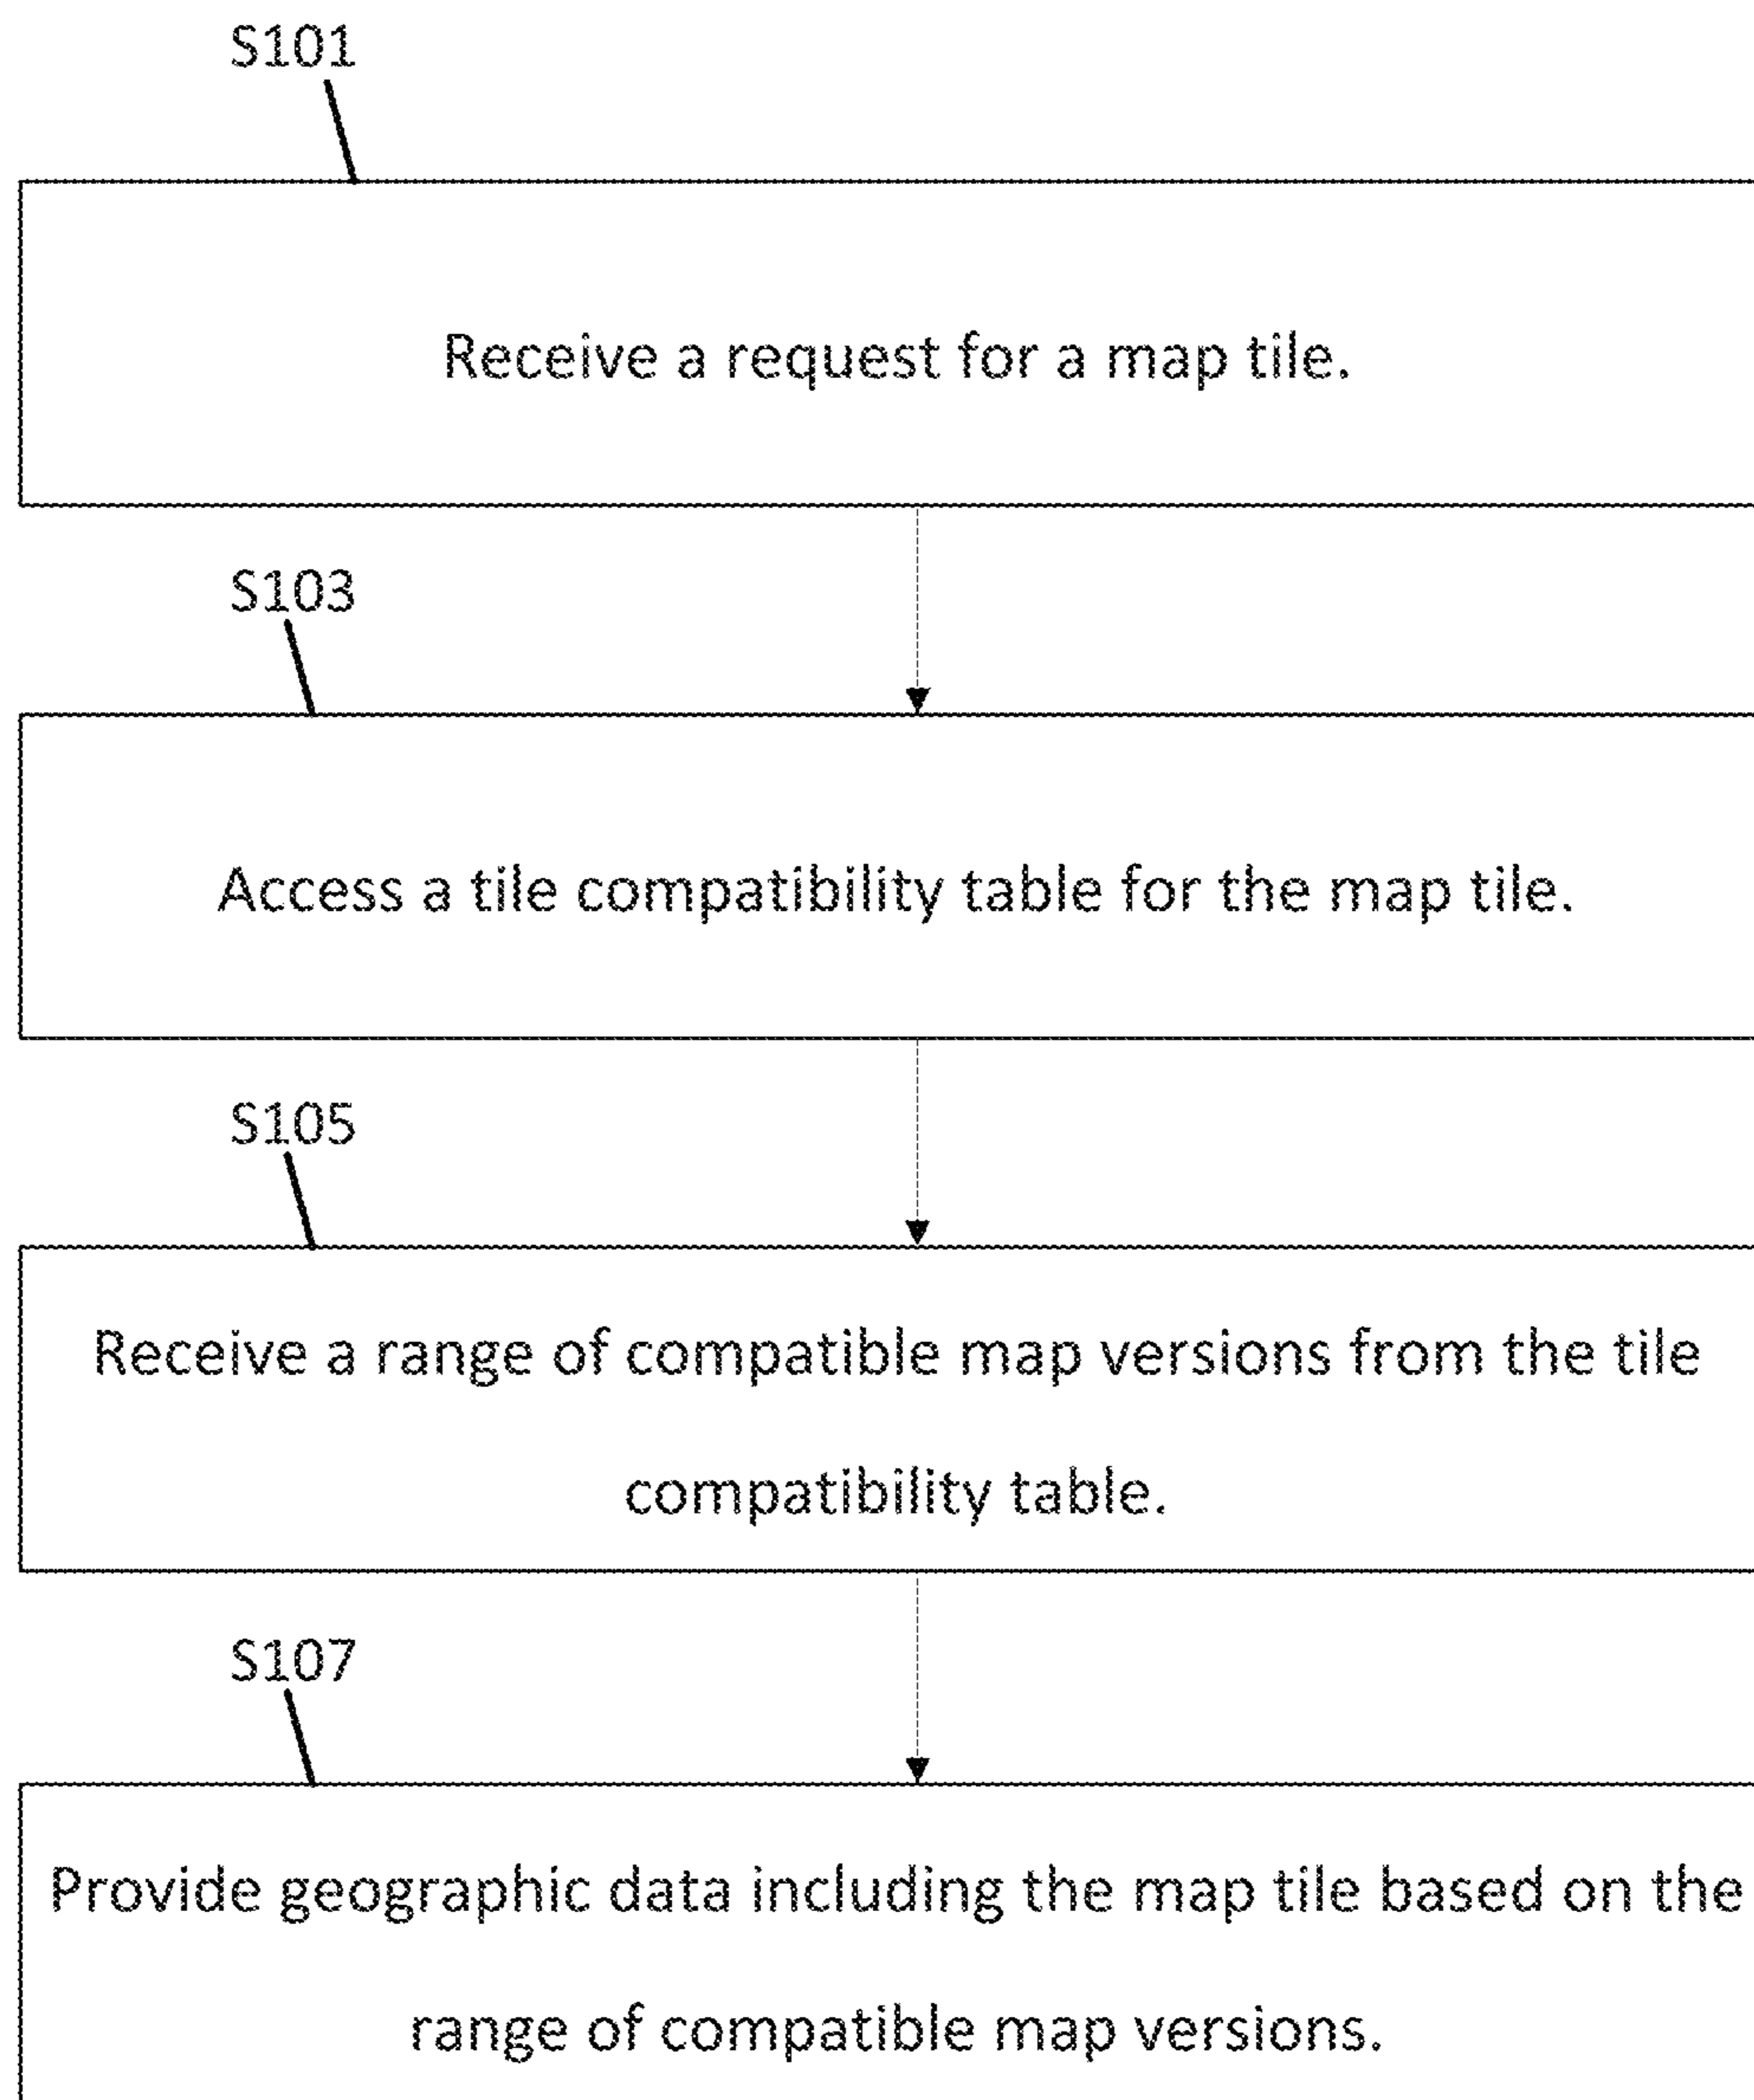 S101
Receive a request for a map tile.
S103
Access a tile compatibility table for the map tile.
S105
Receive a range of compatible map versions from the tile
compatibility table.
S107
Provide geographic data including the map tile based on the
range of compatible map versions.